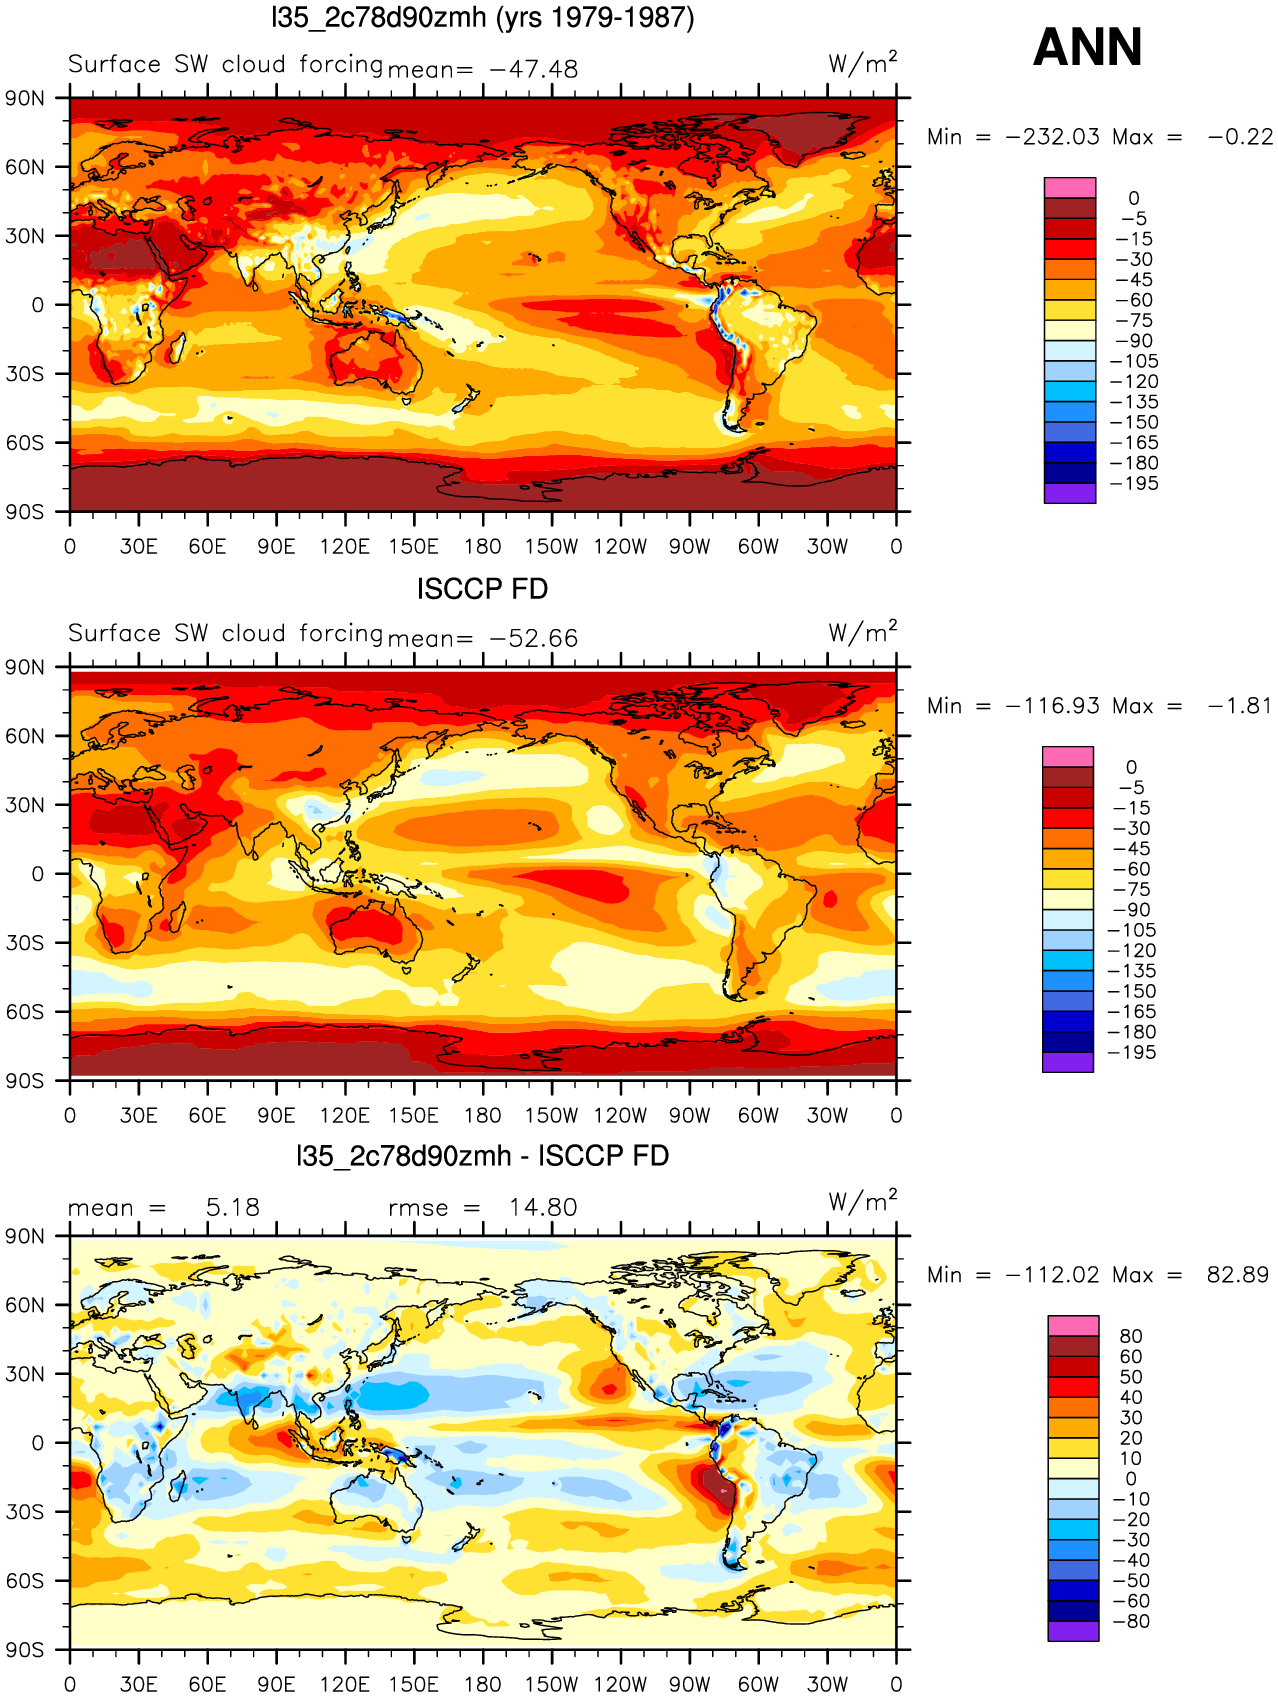 l35_2c78d90zmh (yrs 1979-1987)
ANN
Surface SW cloud forcing mean= −47.48 W/m²
Min = −232.03 Max = −0.22
90N
60N
30N
0
30S
60S
90S
0 30E 60E 90E 120E 150E 180 150W 120W 90W 60W 30W 0
0
−5
−15
−30
−45
−60
−75
−90
−105
−120
−135
−150
−165
−180
−195
ISCCP FD
Surface SW cloud forcing mean= −52.66 W/m²
Min = −116.93 Max = −1.81
90N
60N
30N
0
30S
60S
90S
0 30E 60E 90E 120E 150E 180 150W 120W 90W 60W 30W 0
0
−5
−15
−30
−45
−60
−75
−90
−105
−120
−135
−150
−165
−180
−195
l35_2c78d90zmh - ISCCP FD
mean = 5.18 rmse = 14.80 W/m²
Min = −112.02 Max = 82.89
90N
60N
30N
0
30S
60S
90S
0 30E 60E 90E 120E 150E 180 150W 120W 90W 60W 30W 0
80
60
50
40
30
20
10
0
−10
−20
−30
−40
−50
−60
−80